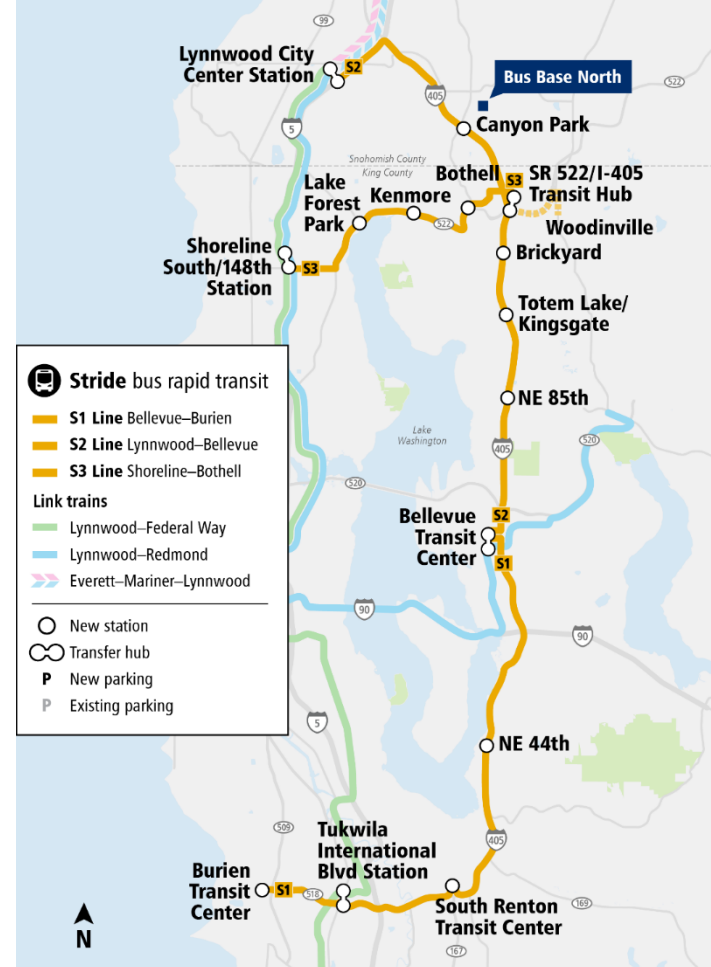 99
Lynnwood City
Center Station
S2
405
Bus Base North
522
5
Canyon Park
Snohomish County
King County
Bothell
S3
SR 522/I-405
Transit Hub
Lake
Forest
Park
Kenmore
522
Woodinville
Shoreline
South/148th
Station
S3
Brickyard
Totem Lake/
Kingsgate
Stride bus rapid transit
S1 Line Bellevue–Burien
S2 Line Lynnwood–Bellevue
S3 Line Shoreline–Bothell
Link trains
Lynnwood–Federal Way
Lynnwood–Redmond
Everett–Mariner–Lynnwood
New station
Transfer hub
P New parking
P Existing parking
NE 85th
Lake
Washington
405
520
520
Bellevue
Transit
Center
S2
S1
90
90
5
NE 44th
509
Tukwila
International
Blvd Station
405
Burien
Transit
Center
S1
518
South Renton
Transit Center
169
167
N